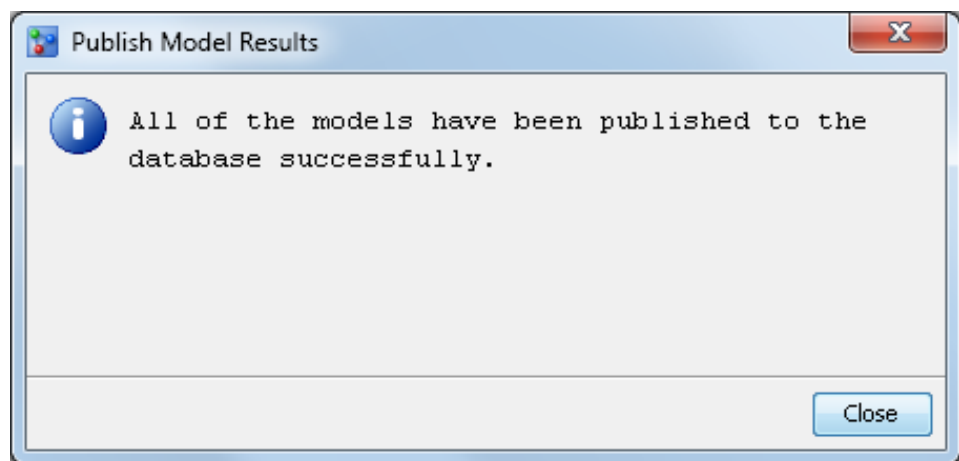 Publish Model Results
All of the models have been published to the
database successfully.
Close